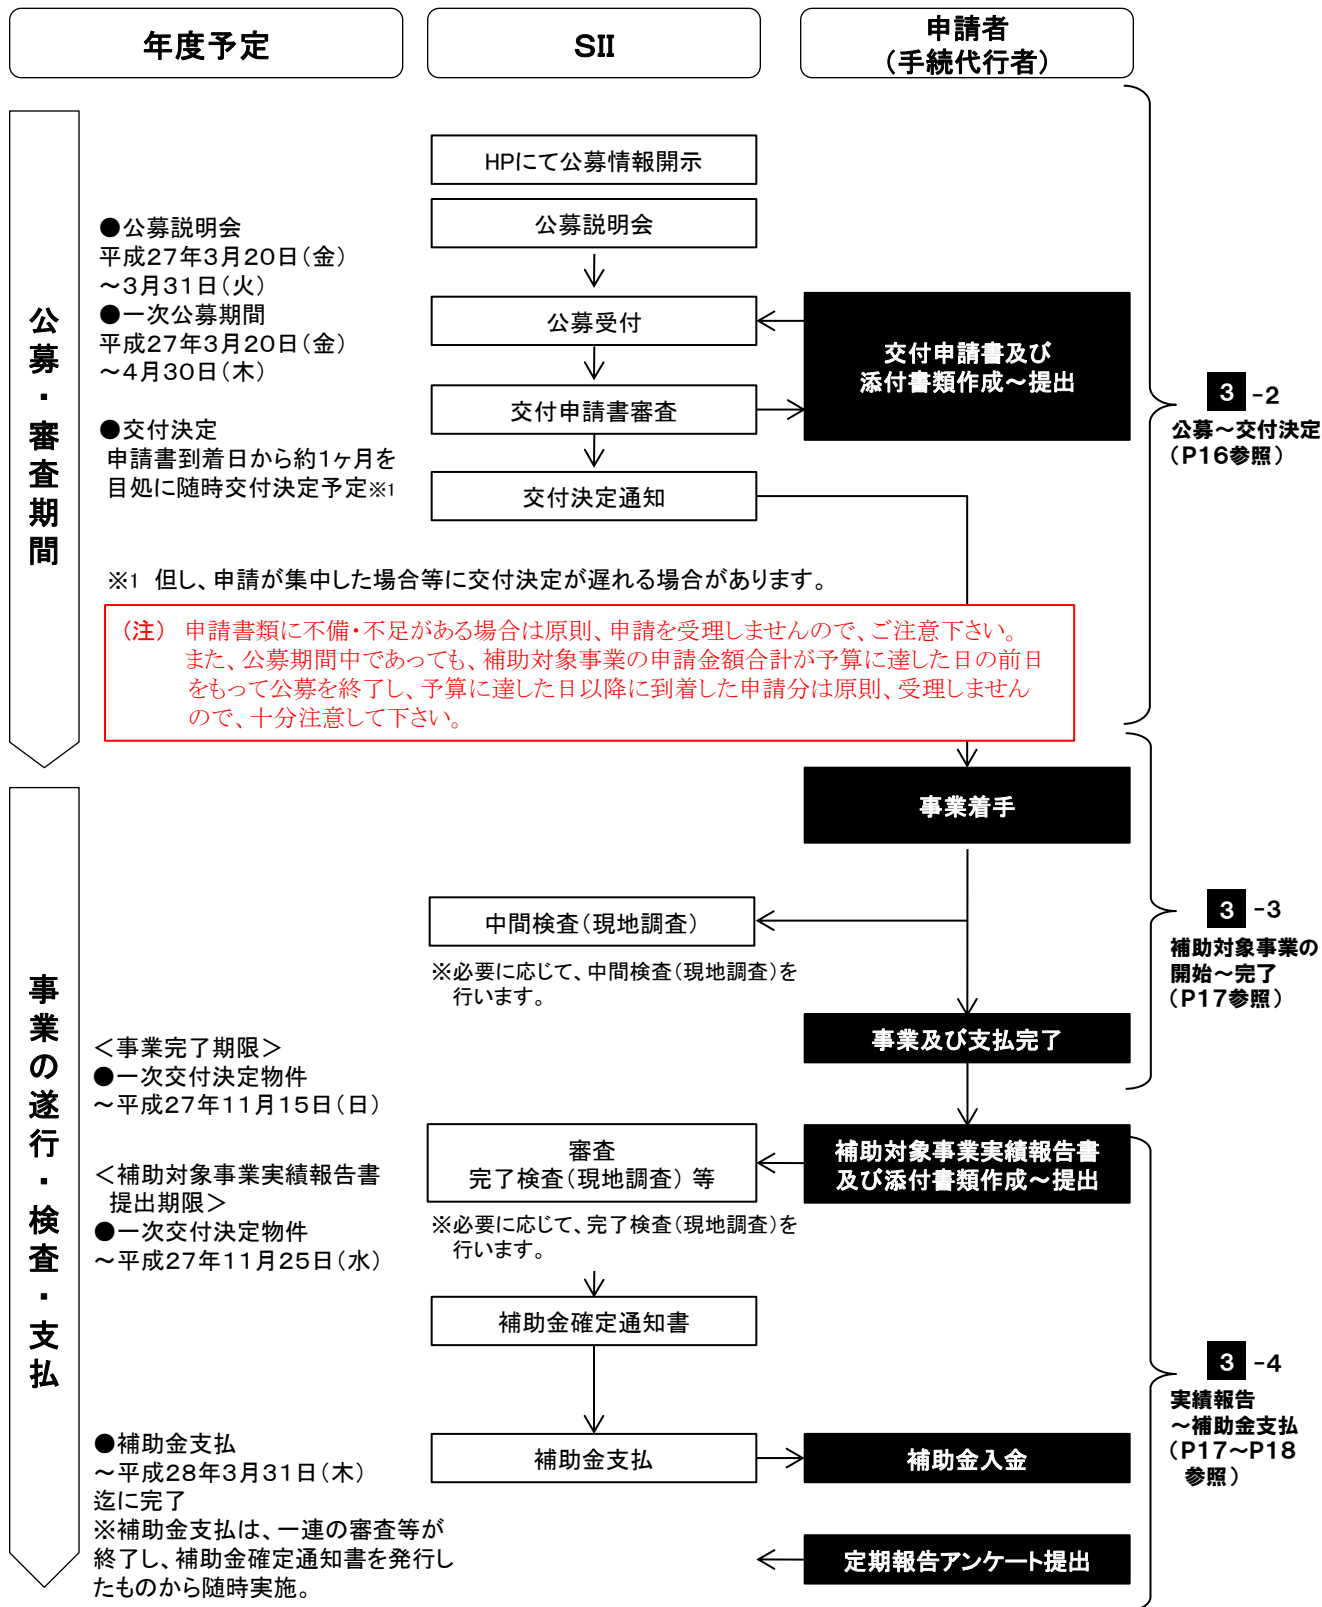 年度予定
SII
申請者
（手続代行者）
公募・審査期間
HPにて公募情報開示
公募説明会
●公募説明会
平成27年3月20日（金）
～3月31日（火）
●一次公募期間
平成27年3月20日（金）
～4月30日（木）
公募受付
交付申請書及び
添付書類作成～提出
交付申請書審査
●交付決定
申請書到着日から約1ヶ月を
目処に随時交付決定予定※1
交付決定通知
3 -2
公募～交付決定
（P16参照）
※1 但し、申請が集中した場合等に交付決定が遅れる場合があります。
（注） 申請書類に不備・不足がある場合は原則、申請を受理しませんので、ご注意下さい。
また、公募期間中であっても、補助対象事業の申請金額合計が予算に達した日の前日
をもって公募を終了し、予算に達した日以降に到着した申請分は原則、受理しません
ので、十分注意して下さい。
事業の遂行・検査・支払
事業着手
中間検査（現地調査）
※必要に応じて、中間検査（現地調査）を
行います。
3 -3
補助対象事業の
開始～完了
（P17参照）
事業及び支払完了
＜事業完了期限＞
●一次交付決定物件
～平成27年11月15日（日）
＜補助対象事業実績報告書
提出期限＞
●一次交付決定物件
～平成27年11月25日（水）
審査
完了検査（現地調査）等
補助対象事業実績報告書
及び添付書類作成～提出
※必要に応じて、完了検査（現地調査）を
行います。
補助金確定通知書
3 -4
実績報告
～補助金支払
（P17～P18
参照）
●補助金支払
～平成28年3月31日（木）
迄に完了
※補助金支払は、一連の審査等が
終了し、補助金確定通知書を発行し
たものから随時実施。
補助金支払
補助金入金
定期報告アンケート提出